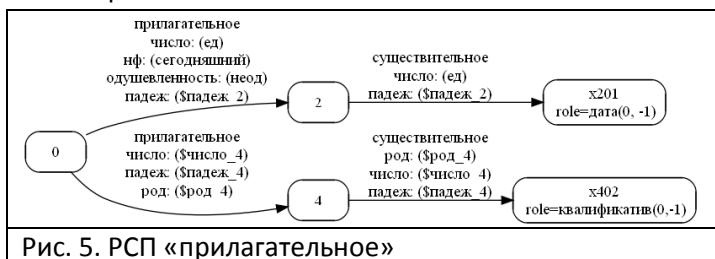 прилагательное
число: (ед)
нф: (сегодняшний)
одушевленность: (неод)
падеж: ($падеж_2)
существительное
число: (ед)
падеж: ($падеж_2)
0
2
x201
role=дата(0, -1)
прилагательное
число: ($число_4)
падеж: ($падеж_4)
род: ($род_4)
существительное
род: ($род_4)
число: ($число_4)
падеж: ($падеж_4)
4
x402
role=квалификатив(0,-1)
Рис. 5. РСП «прилагательное»